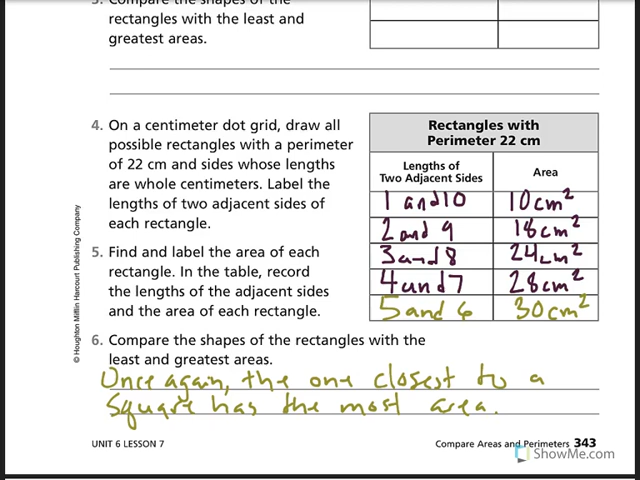 3. Compare the shapes of the
rectangles with the least and
greatest areas.
4. On a centimeter dot grid, draw all
possible rectangles with a perimeter
of 22 cm and sides whose lengths
are whole centimeters. Label the
lengths of two adjacent sides of
each rectangle.
5. Find and label the area of each
rectangle. In the table, record
the lengths of the adjacent sides
and the area of each rectangle.
Rectangles with
Perimeter 22 cm
Lengths of
Two Adjacent Sides
Area
1 and 10 10 cm²
2 and 9 18 cm²
3 and 8 24 cm²
4 and 7 28 cm²
5 and 6 30 cm²
6. Compare the shapes of the rectangles with the
least and greatest areas.
Once again, the one closest to a
square has the most area.
© Houghton Mifflin Harcourt Publishing Company
UNIT 6 LESSON 7
Compare Areas and Perimeters 343
ShowMe.com